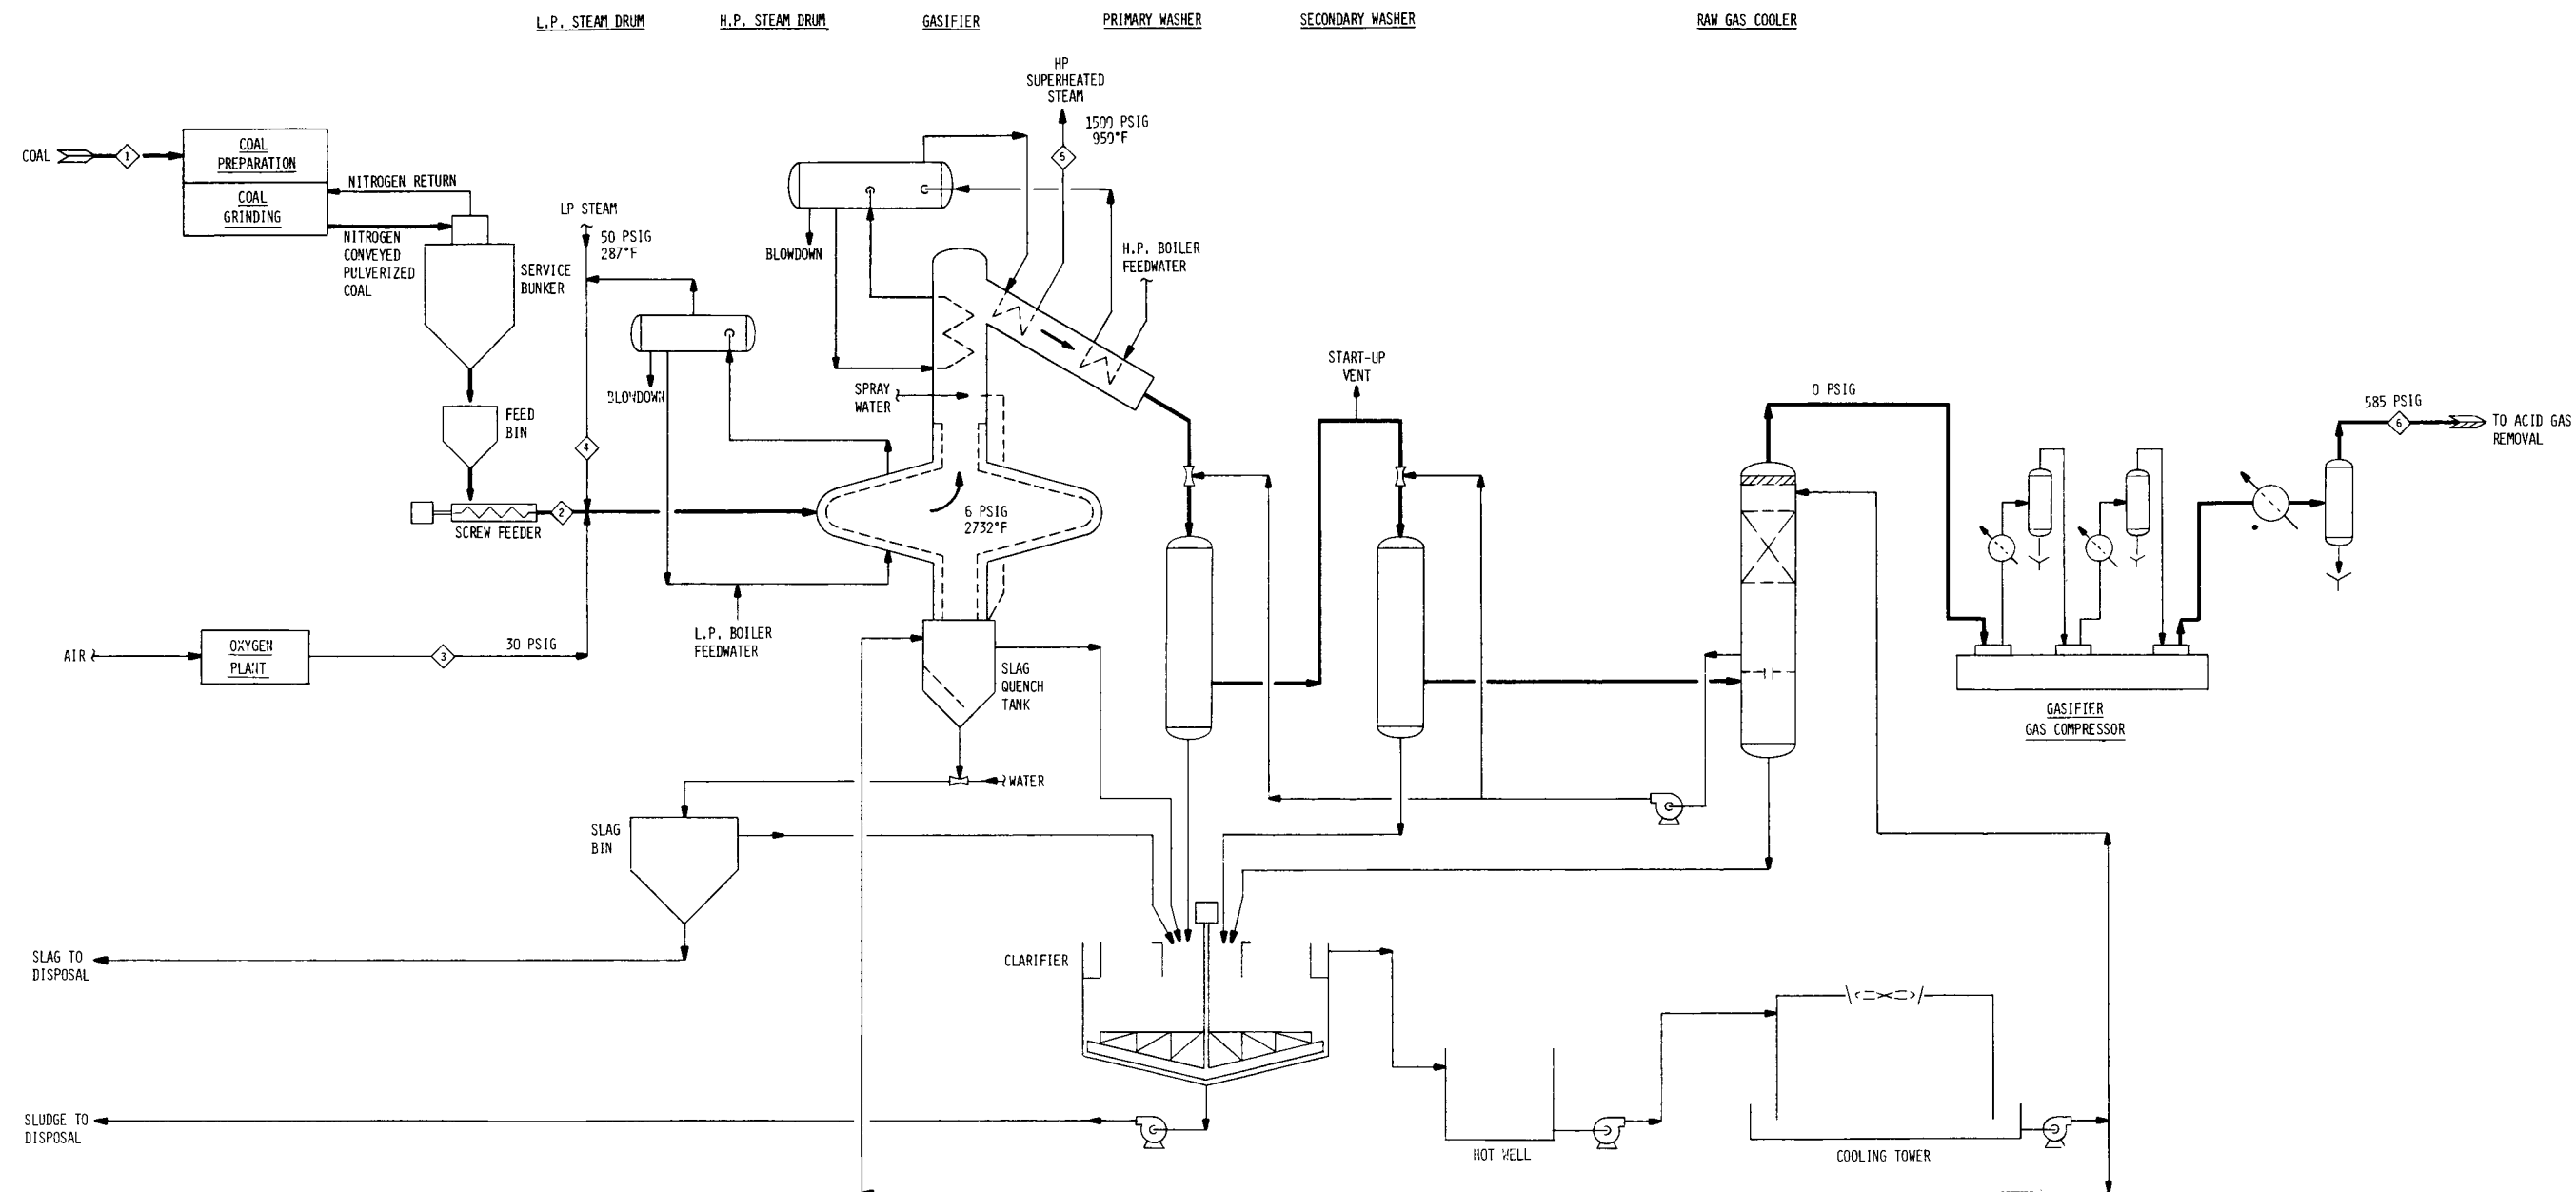 L.P. STEAM DRUM
H.P. STEAM DRUM
GASIFIER
PRIMARY WASHER
SECONDARY WASHER
RAW GAS COOLER
HP
SUPERHEATED
STEAM
1500 PSIG
950°F
5
COAL
1
COAL
PREPARATION
COAL
GRINDING
NITROGEN RETURN
NITROGEN
CONVEYED
PULVERIZED
COAL
SERVICE
BUNKER
LP STEAM
50 PSIG
287°F
BLOWDOWN
H.P. BOILER
FEEDWATER
BLOWDOWN
SPRAY
WATER
START-UP
VENT
0 PSIG
585 PSIG
6
TO ACID GAS
REMOVAL
FEED
BIN
4
2
SCREW FEEDER
6 PSIG
2732°F
AIR
OXYGEN
PLANT
3
30 PSIG
L.P. BOILER
FEEDWATER
SLAG
QUENCH
TANK
GASIFIER
GAS COMPRESSOR
WATER
SLAG
BIN
SLAG TO
DISPOSAL
CLARIFIER
SLUDGE TO
DISPOSAL
HOT WELL
COOLING TOWER